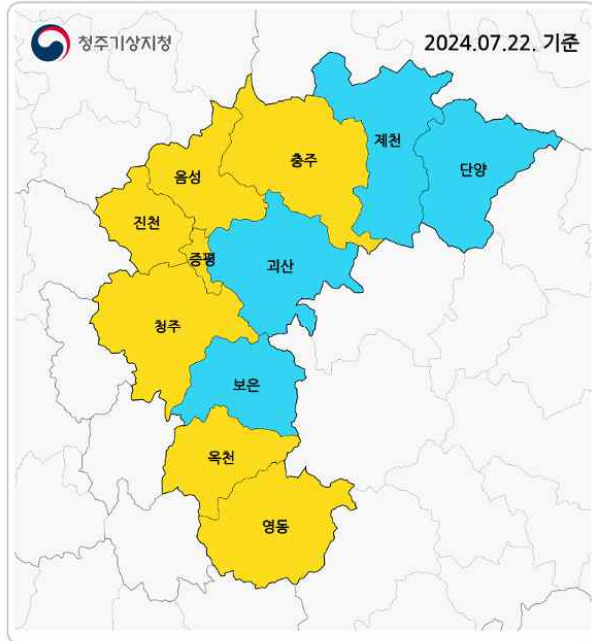 청주기상지청
2024.07.22. 기준
제천
충주
단양
음성
진천
증평
괴산
청주
보은
옥천
영동